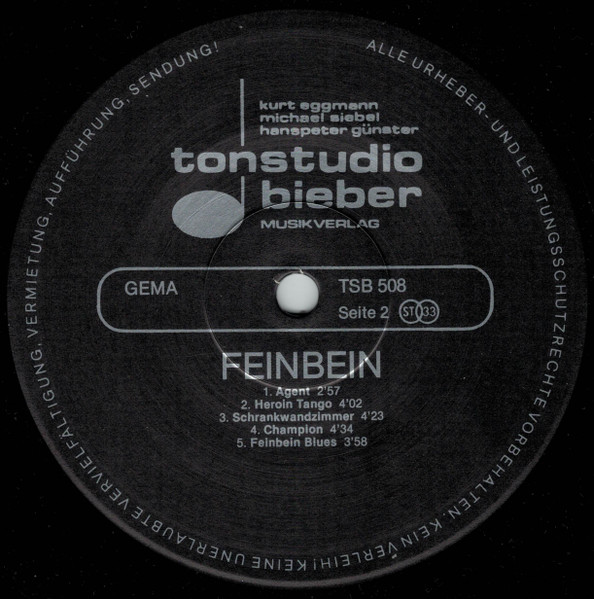 ALLE URHEBER- UND LEISTUNGSSCHUTZRECHTE VORBEHALTEN. KEIN VERLEIH! KEINE UNERLAUBTE VERVIELFÄLTIGUNG, VERMIETUNG, AUFFÜHRUNG, SENDUNG!
kurt eggmann
michael siebel
hanspeter günster
tonstudio
bieber
MUSIKVERLAG
GEMA
TSB 508
Seite 2 ST 33
FEINBEIN
1. Agent 2'57
2. Heroin Tango 4'02
3. Schrankwandzimmer 4'23
4. Champion 4'34
5. Feinbein Blues 3'58